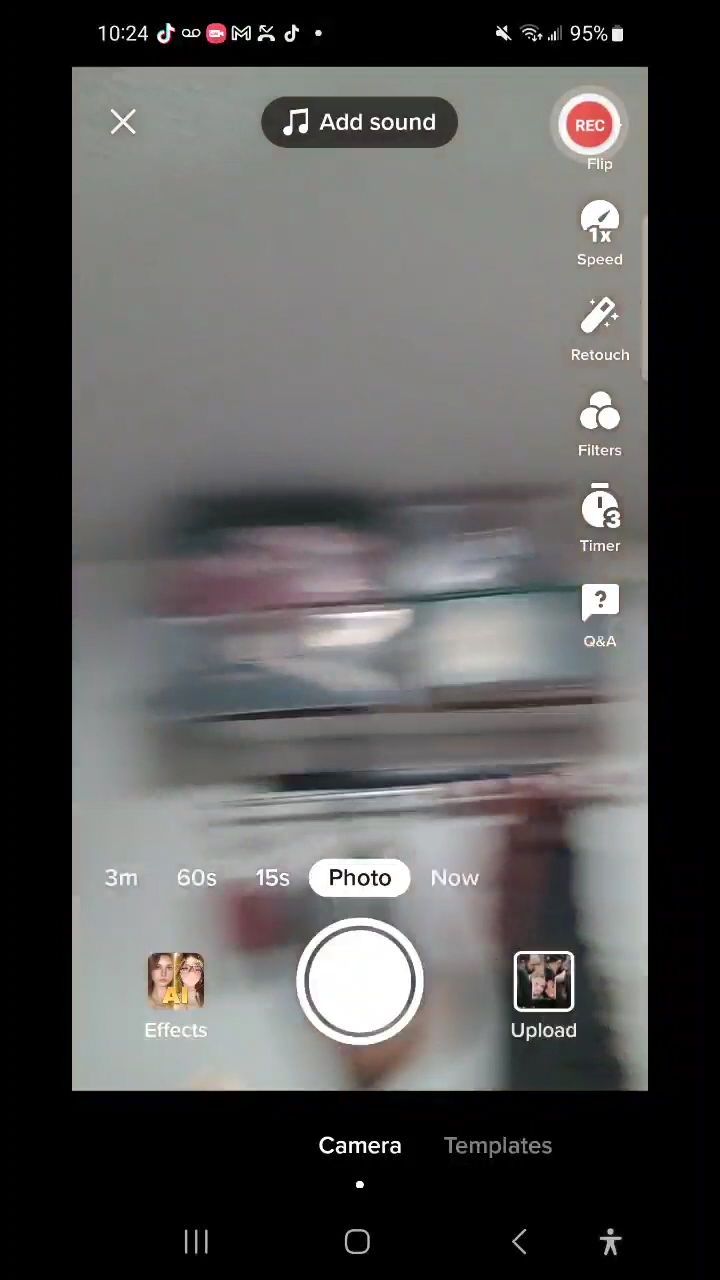 10:24 95%
Add sound
REC
Flip
1x
Speed
Retouch
Filters
3
Timer
?
Q&A
3m 60s 15s Photo Now
AI
Effects Upload
Camera Templates